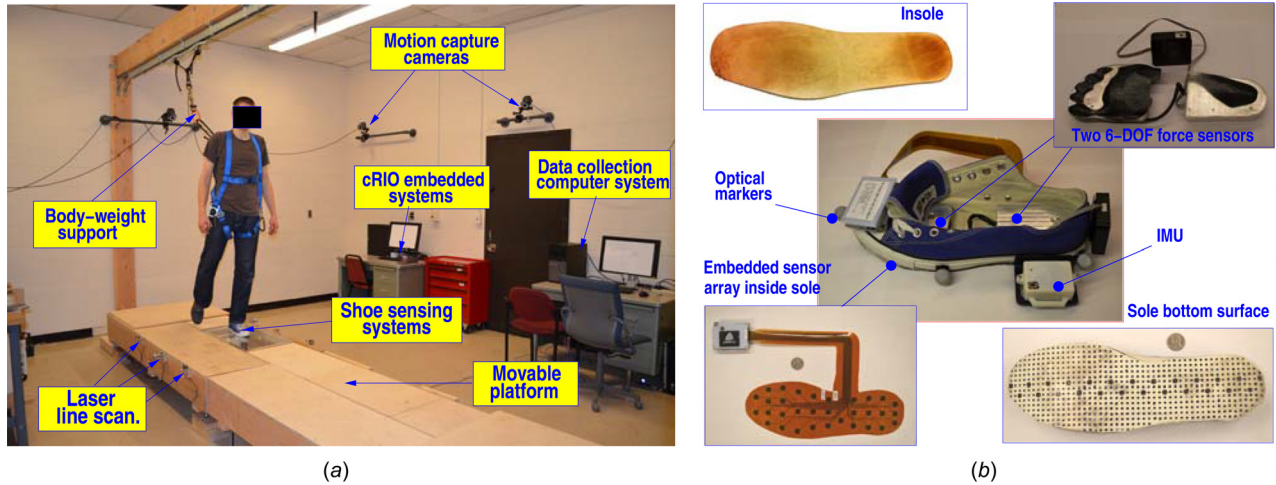 Motion capture
cameras
cRIO embedded
systems
Data collection
computer system
Body-weight
support
Shoe sensing
systems
Movable
platform
Laser
line scan.
(a)
Insole
Two 6-DOF force sensors
Optical
markers
IMU
Embedded sensor
array inside sole
Sole bottom surface
(b)